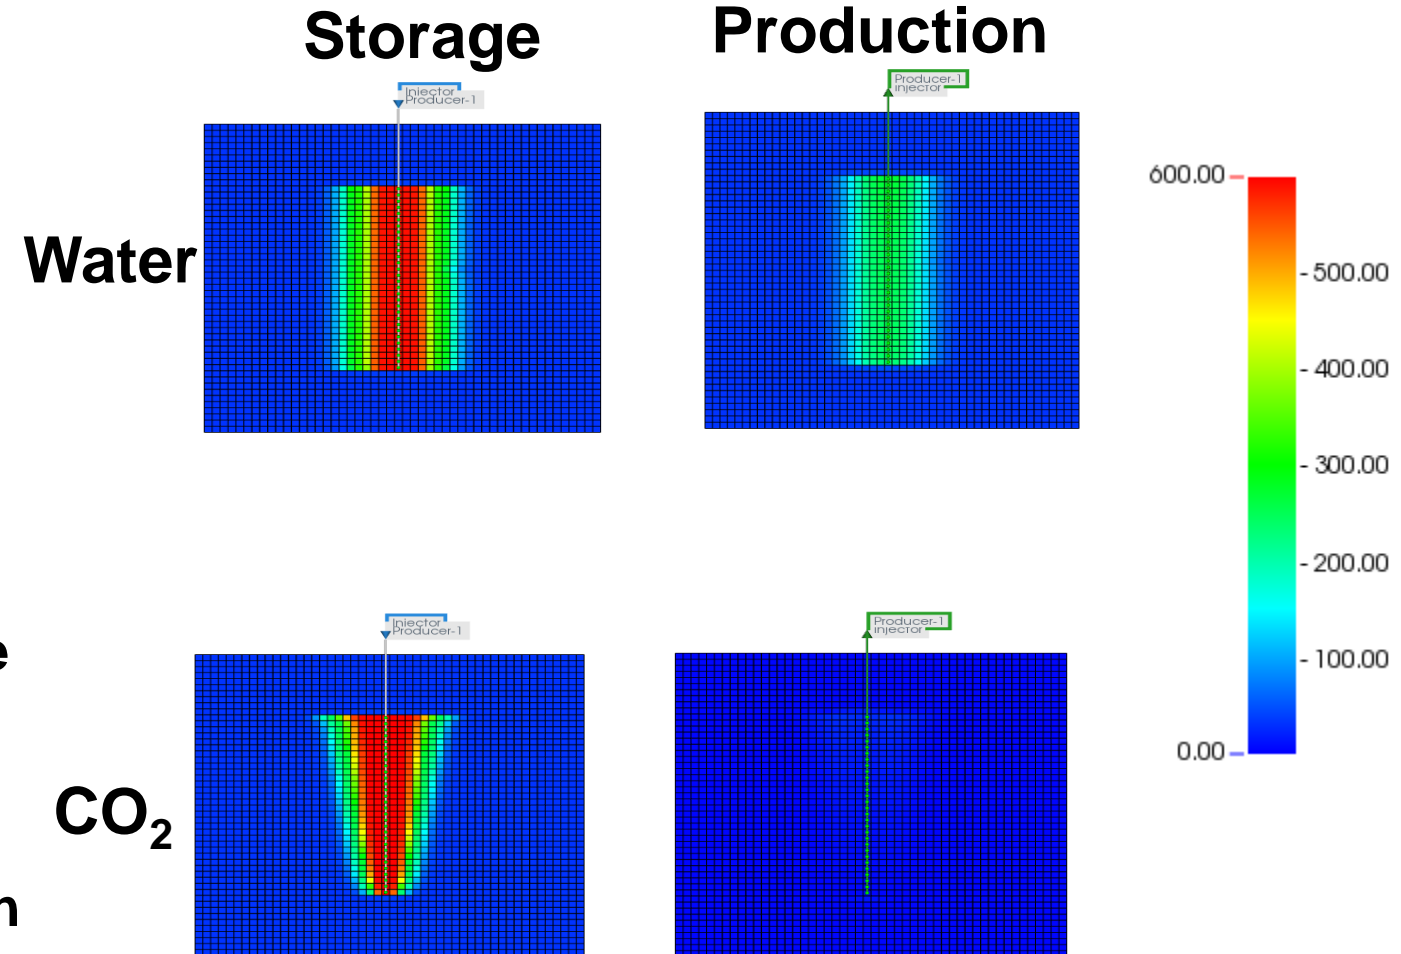 Storage
Production
Injector
Producer-1
Producer-1
Injector
Water
600.00
- 500.00
- 400.00
- 300.00
- 200.00
- 100.00
0.00
Injector
Producer-1
Producer-1
Injector
e
CO2
n